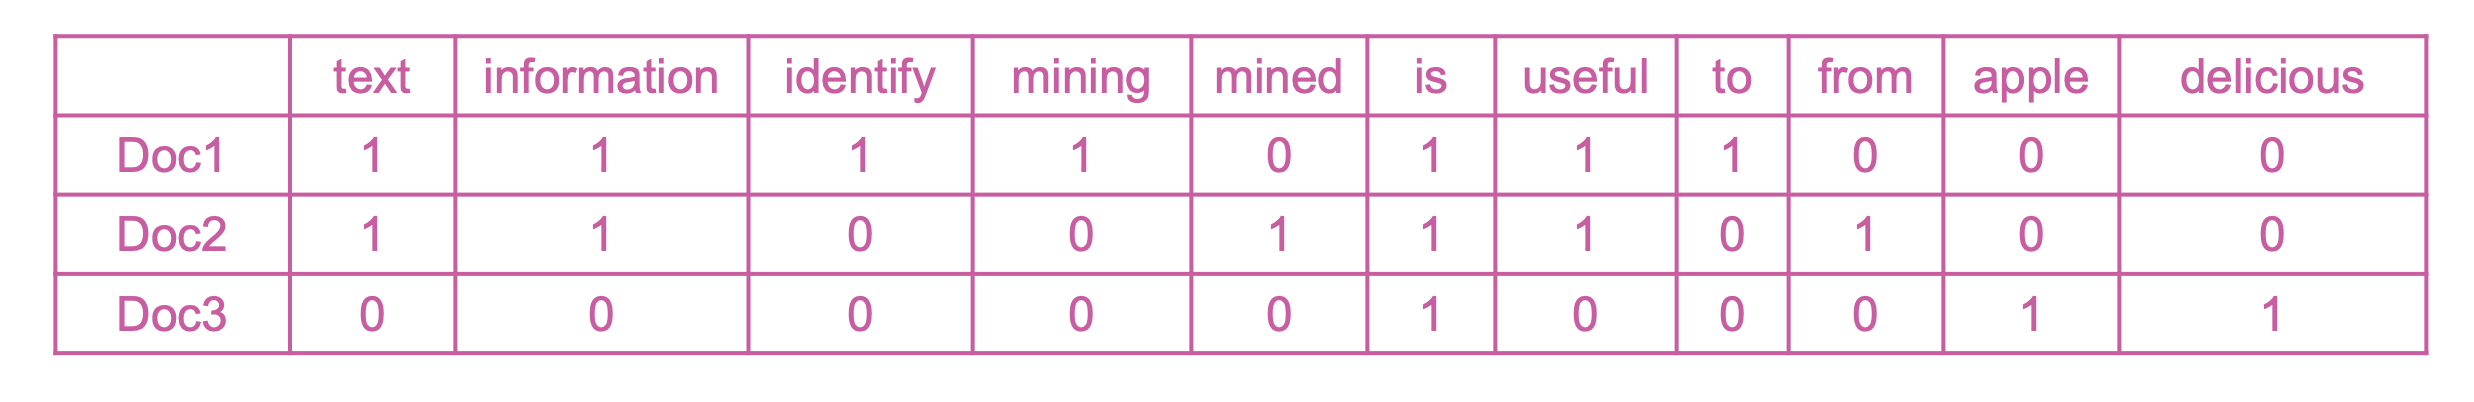 text information identify mining mined is useful to from apple delicious
Doc1 1 1 1 1 0 1 1 1 0 0 0
Doc2 1 1 0 0 1 1 1 0 1 0 0
Doc3 0 0 0 0 0 1 0 0 0 1 1